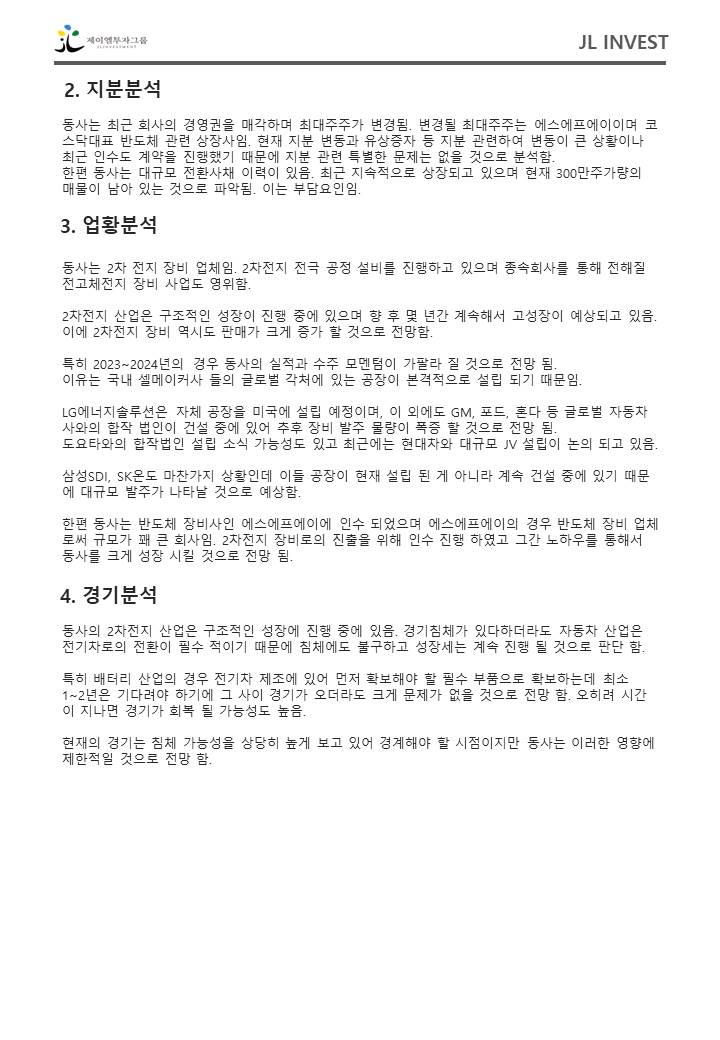 제이엘투자그룹
JLINVESTMENT
JL INVEST
2. 지분분석
동사는 최근 회사의 경영권을 매각하며 최대주주가 변경됨. 변경될 최대주주는 에스에프에이이며 코
스닥대표 반도체 관련 상장사임. 현재 지분 변동과 유상증자 등 지분 관련하여 변동이 큰 상황이나
최근 인수도 계약을 진행했기 때문에 지분 관련 특별한 문제는 없을 것으로 분석함.
한편 동사는 대규모 전환사채 이력이 있음. 최근 지속적으로 상장되고 있으며 현재 300만주가량의
매물이 남아 있는 것으로 파악됨. 이는 부담요인임.
3. 업황분석
동사는 2차 전지 장비 업체임. 2차전지 전극 공정 설비를 진행하고 있으며 종속회사를 통해 전해질
전고체전지 장비 사업도 영위함.
2차전지 산업은 구조적인 성장이 진행 중에 있으며 향 후 몇 년간 계속해서 고성장이 예상되고 있음.
이에 2차전지 장비 역시도 판매가 크게 증가 할 것으로 전망함.
특히 2023~2024년의 경우 동사의 실적과 수주 모멘텀이 가팔라 질 것으로 전망 됨.
이유는 국내 셀메이커사 들의 글로벌 각처에 있는 공장이 본격적으로 설립 되기 때문임.
LG에너지솔루션은 자체 공장을 미국에 설립 예정이며, 이 외에도 GM, 포드, 혼다 등 글로벌 자동차
사와의 합작 법인이 건설 중에 있어 추후 장비 발주 물량이 폭증 할 것으로 전망 됨.
도요타와의 합작법인 설립 소식 가능성도 있고 최근에는 현대차와 대규모 JV 설립이 논의 되고 있음.
삼성SDI, SK온도 마찬가지 상황인데 이들 공장이 현재 설립 된 게 아니라 계속 건설 중에 있기 때문
에 대규모 발주가 나타날 것으로 예상함.
한편 동사는 반도체 장비사인 에스에프에이에 인수 되었으며 에스에프에이의 경우 반도체 장비 업체
로써 규모가 꽤 큰 회사임. 2차전지 장비로의 진출을 위해 인수 진행 하였고 그간 노하우를 통해서
동사를 크게 성장 시킬 것으로 전망 됨.
4. 경기분석
동사의 2차전지 산업은 구조적인 성장에 진행 중에 있음. 경기침체가 있다하더라도 자동차 산업은
전기차로의 전환이 필수 적이기 때문에 침체에도 불구하고 성장세는 계속 진행 될 것으로 판단 함.
특히 배터리 산업의 경우 전기차 제조에 있어 먼저 확보해야 할 필수 부품으로 확보하는데 최소
1~2년은 기다려야 하기에 그 사이 경기가 오더라도 크게 문제가 없을 것으로 전망 함. 오히려 시간
이 지나면 경기가 회복 될 가능성도 높음.
현재의 경기는 침체 가능성을 상당히 높게 보고 있어 경계해야 할 시점이지만 동사는 이러한 영향에
제한적일 것으로 전망 함.